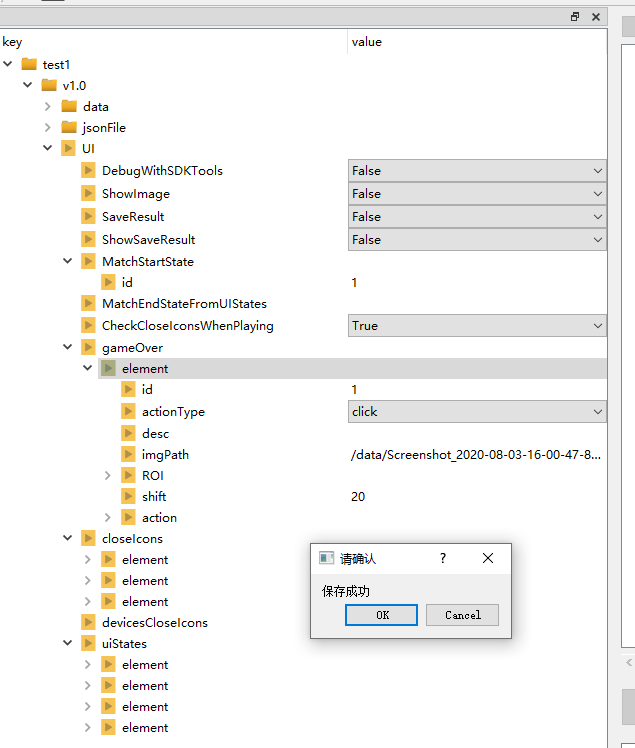 key value
test1
v1.0
data
jsonFile
UI
DebugWithSDKTools False
ShowImage False
SaveResult False
ShowSaveResult False
MatchStartState
id 1
MatchEndStateFromUIStates
CheckCloseIconsWhenPlaying True
gameOver
element
id 1
actionType click
desc
imgPath /data/Screenshot_2020-08-03-16-00-47-8...
ROI
shift 20
action
closeIcons
element
element
element
devicesCloseIcons
uiStates
element
element
element
element
请确认 ?
保存成功
OK Cancel